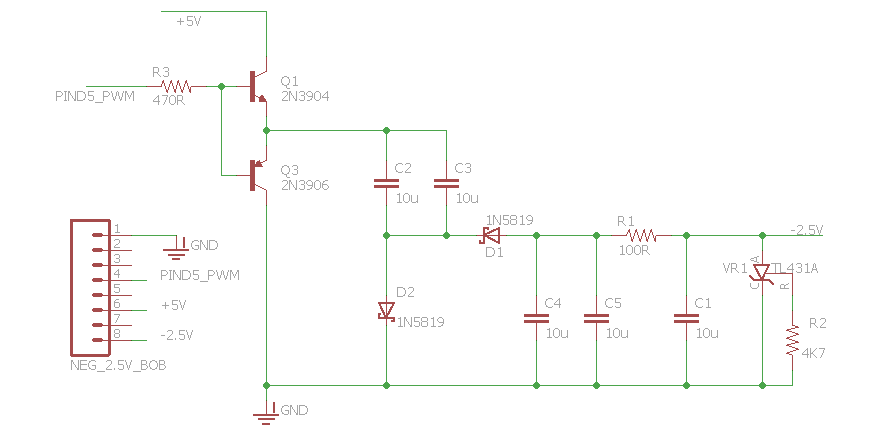 +5V
R3
PIND5_PWM
470R
Q1
2N3904
Q3
2N3906
C2
10u
C3
10u
1N5819
D1
R1
100R
-2.5V
1
2
3
4
5
6
7
8
GND
PIND5_PWM
+5V
-2.5V
NEG_2.5V_BOB
D2
1N5819
C4
10u
C5
10u
C1
10u
VR1
TL431A
A
C
R
R2
4K7
GND